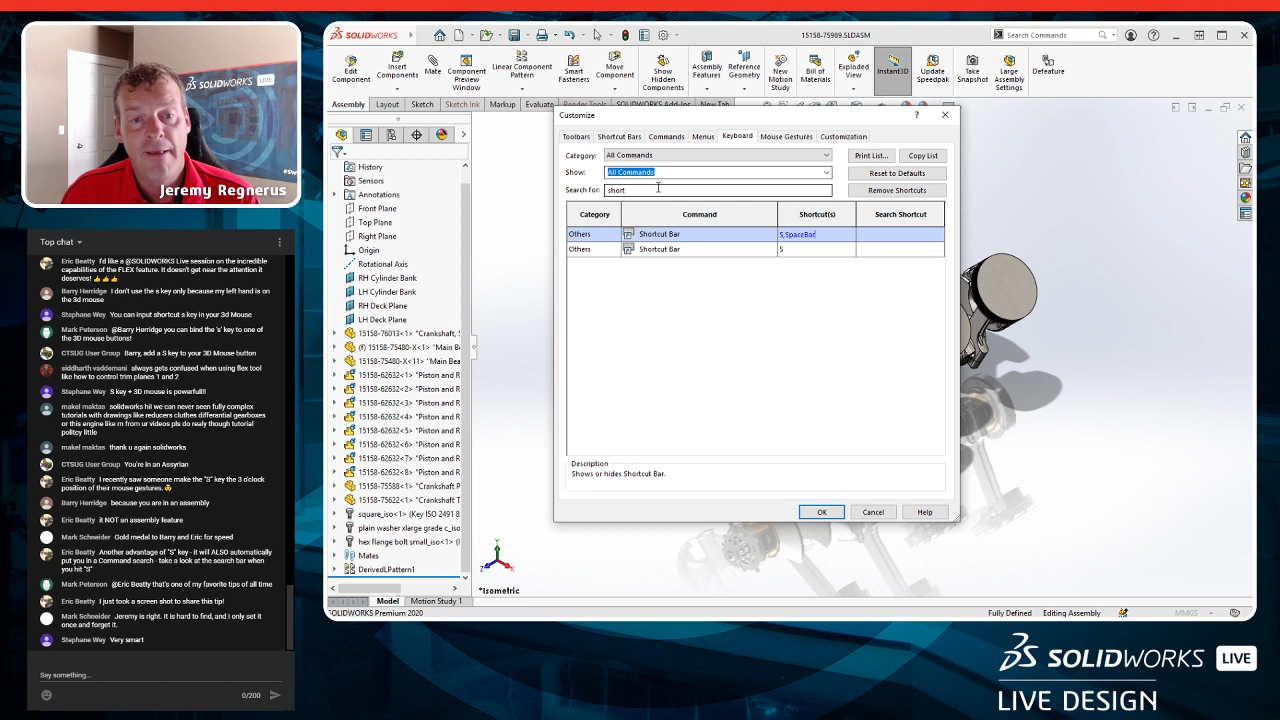 SOLIDWORKS LIVE
Jeremy Regnerus
Top chat
Eric Beatty I'd like a @SOLIDWORKS Live session on the incredible
capabilities of the FLEX feature. It doesn't get near the attention it
deserves! 👍👍👍
Barry Herridge I don't use the s key only because my left hand is on
the 3d mouse
Stephane Wey You can input shortcut s key in your 3d Mouse
Mark Peterson @Barry Herridge you can bind the 's' key to one of
the 3D mouse buttons!
CTSUG User Group Barry, add a S key to your 3D Mouse button
siddharth vaddemani always gets confused when using flex tool
like how to control trim planes 1 and 2
Stephane Wey S key + 3D mouse is powerful!!
makel maktas solidworks hii we can never seen fully complex
tutorials with drawings like reducers cluthes differantial gearboxes
or this engine like m from ur videos pls do realy though tutorial
politcy little
makel maktas thank u again solidworks
CTSUG User Group You're in an Assyrian
Eric Beatty I recently saw someone make the "S" key the 3 o'clock
position of their mouse gestures.
Barry Herridge because you are in an assembly
Eric Beatty it NOT an assembly feature
Mark Schneider Gold medal to Barry and Eric for speed
Eric Beatty Another advantage of "S" key - it will ALSO automatically
put you in a Command search - take a look at the search bar when
you hit "S"
Mark Peterson @Eric Beatty that's one of my favorite tips of all time
Eric Beatty I just took a screen shot to share this tip!
Mark Schneider Jeremy is right. It is hard to find, and I only set it
once and forget it.
Stephane Wey Very smart
Say something...
0/200
SOLIDWORKS
15158-75989.SLDASM
Search Commands
Edit Component
Insert Components
Mate
Component Preview Window
Linear Component Pattern
Smart Fasteners
Move Component
Show Hidden Components
Assembly Features
Reference Geometry
New Motion Study
Bill of Materials
Exploded View
Instant3D
Update Speedpak
Take Snapshot
Large Assembly Settings
Defeature
Assembly Layout Sketch Sketch Ink Markup Evaluate Render Tools SOLIDWORKS Add-Ins New Tab
History
Sensors
Annotations
Front Plane
Top Plane
Right Plane
Origin
Rotational Axis
RH Cylinder Bank
LH Cylinder Bank
RH Deck Plane
LH Deck Plane
15158-76013<1> "Crankshaft,
(f) 15158-75480-X<1> "Main Be
15158-75480-X<11> "Main Bea
15158-62632<1> "Piston and R
15158-62632<2> "Piston and R
15158-62632<3> "Piston and R
15158-62632<4> "Piston and R
15158-62632<5> "Piston and R
15158-62632<6> "Piston and R
15158-62632<7> "Piston and R
15158-62632<8> "Piston and R
15158-75588<1> "Crankshaft
15158-75622<1> "Crankshaft T
square_iso<1> (Key ISO 2491 8
plain washer xlarge grade c_iso
hex flange bolt small_iso<1> (
Mates
DerivedLPattern1
Customize
? ×
Toolbars Shortcut Bars Commands Menus Keyboard Mouse Gestures Customization
Category: All Commands Print List... Copy List
Show: All Commands Reset to Defaults
Search for: short Remove Shortcuts
Category Command Shortcut(s) Search Shortcut
Others Shortcut Bar S,SpaceBar
Others Shortcut Bar S
Description
Shows or hides Shortcut Bar.
OK Cancel Help
Z X
*Isometric
Model Motion Study 1
SOLIDWORKS Premium 2020
Fully Defined Editing Assembly MMGS
SOLIDWORKS LIVE
LIVE DESIGN